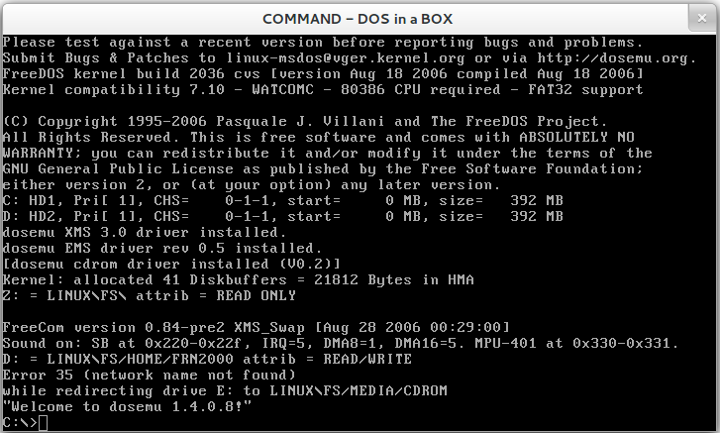 COMMAND - DOS in a BOX
Please test against a recent version before reporting bugs and problems.
Submit Bugs & Patches to linux-msdos@vger.kernel.org or via http://dosemu.org.
FreeDOS kernel build 2036 cvs [version Aug 18 2006 compiled Aug 18 2006]
Kernel compatibility 7.10 - WATCOMC - 80386 CPU required - FAT32 support

(C) Copyright 1995-2006 Pasquale J. Villani and The FreeDOS Project.
All Rights Reserved. This is free software and comes with ABSOLUTELY NO
WARRANTY; you can redistribute it and/or modify it under the terms of the
GNU General Public License as published by the Free Software Foundation;
either version 2, or (at your option) any later version.
C: HD1, Pri[ 1], CHS=    0-1-1, start=     0 MB, size=   392 MB
D: HD2, Pri[ 1], CHS=    0-1-1, start=     0 MB, size=   392 MB
dosemu XMS 3.0 driver installed.
dosemu EMS driver rev 0.5 installed.
[dosemu cdrom driver installed (V0.2)]
Kernel: allocated 41 Diskbuffers = 21812 Bytes in HMA
Z: = LINUX\FS\ attrib = READ ONLY

FreeCom version 0.84-pre2 XMS_Swap [Aug 28 2006 00:29:00]
Sound on: SB at 0x220-0x22f, IRQ=5, DMA8=1, DMA16=5. MPU-401 at 0x330-0x331.
D: = LINUX\FS/HOME/FRN2000 attrib = READ/WRITE
Error 35 (network name not found)
while redirecting drive E: to LINUX\FS/MEDIA/CDROM
"Welcome to dosemu 1.4.0.8!"
C:\>